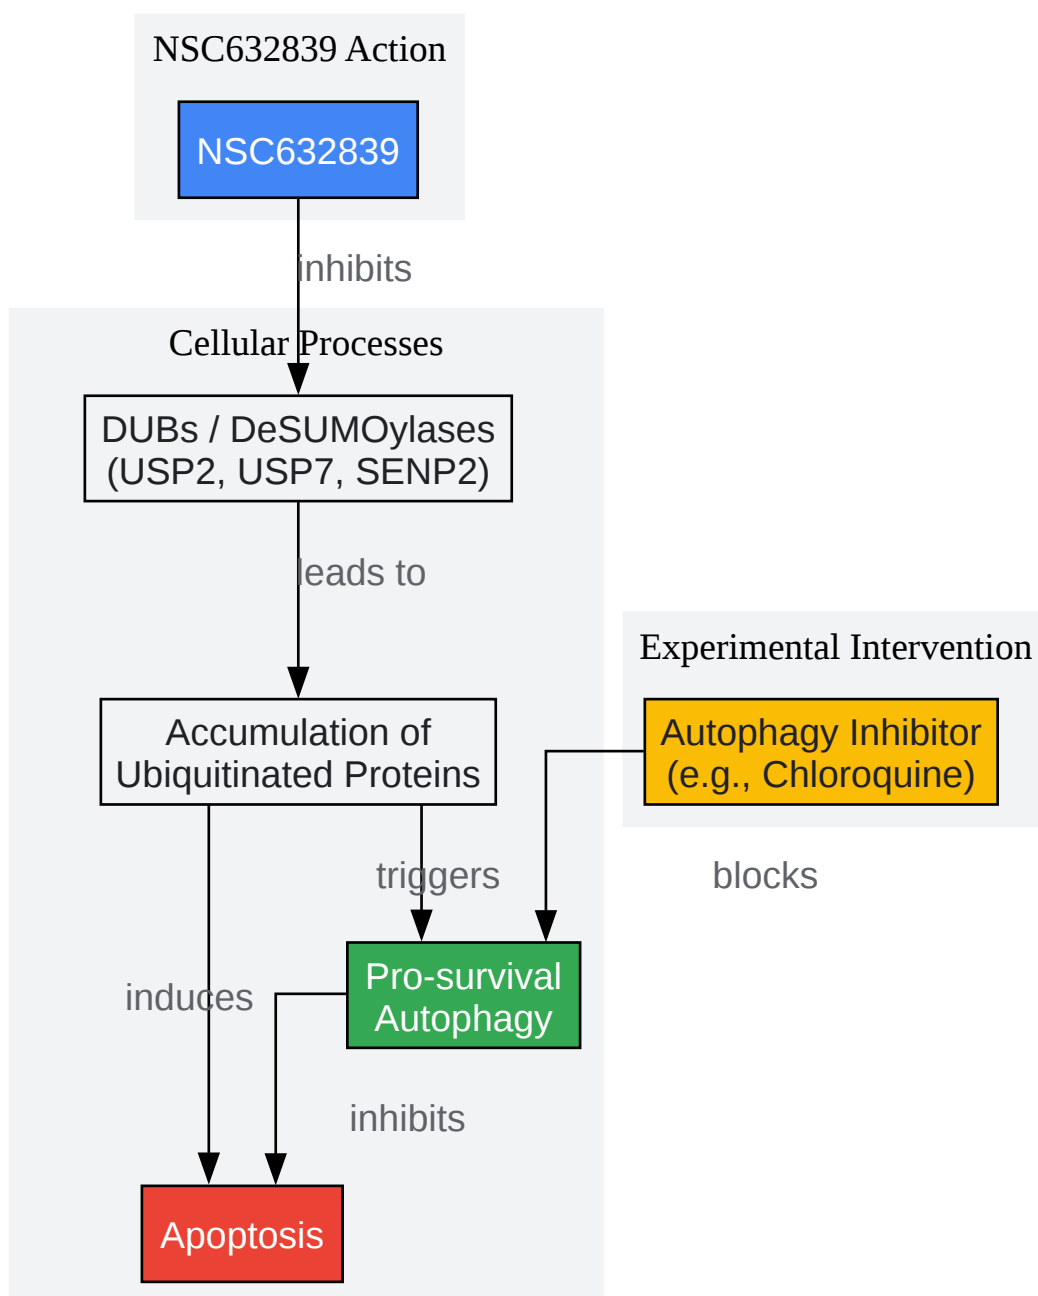 NSC632839 Action
NSC632839
inhibits
Cellular Processes
DUBs / DeSUMOylases
(USP2, USP7, SENP2)
leads to
Experimental Intervention
Accumulation of
Ubiquitinated Proteins
Autophagy Inhibitor
(e.g., Chloroquine)
triggers
blocks
Pro-survival
Autophagy
induces
inhibits
Apoptosis